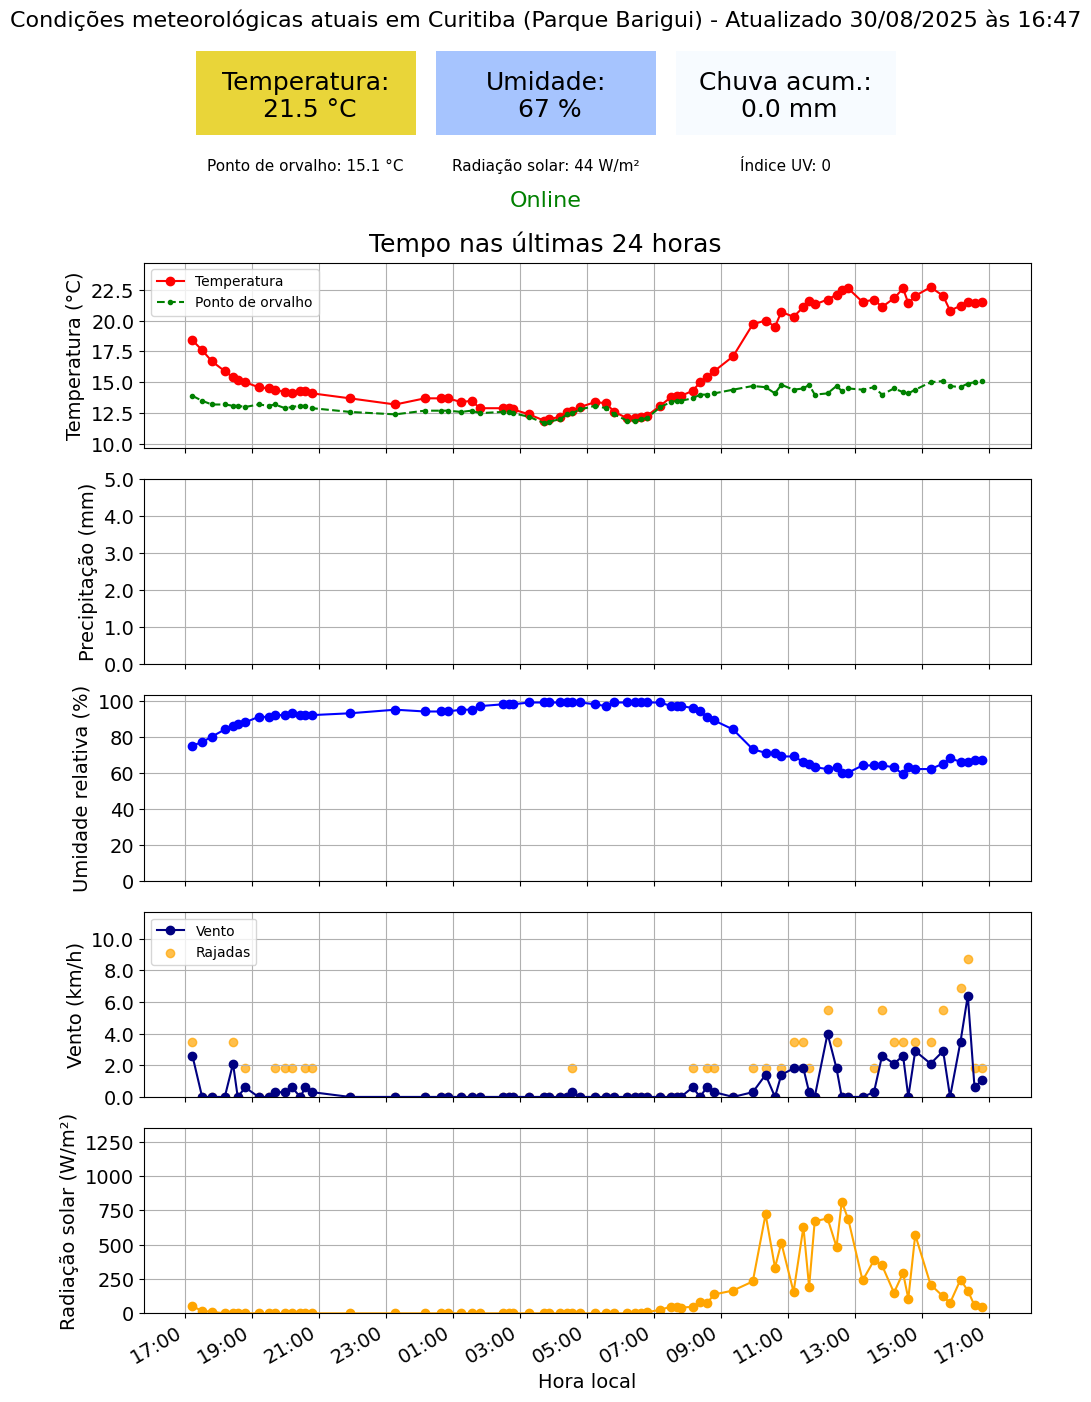 Condições meteorológicas atuais em Curitiba (Parque Barigui) - Atualizado 30/08/2025 às 16:47
Temperatura:
21.5 °C
Umidade:
67 %
Chuva acum.:
0.0 mm
Ponto de orvalho: 15.1 °C
Radiação solar: 44 W/m²
Índice UV: 0
Online
Tempo nas últimas 24 horas
Temperatura (°C)
22.5
20.0
17.5
15.0
12.5
10.0
Temperatura
Ponto de orvalho
Precipitação (mm)
5.0
4.0
3.0
2.0
1.0
0.0
Umidade relativa (%)
100
80
60
40
20
0
Vento (km/h)
10.0
8.0
6.0
4.0
2.0
0.0
Vento
Rajadas
Radiação solar (W/m²)
1250
1000
750
500
250
0
17:00
19:00
21:00
23:00
01:00
03:00
05:00
07:00
09:00
11:00
13:00
15:00
17:00
Hora local